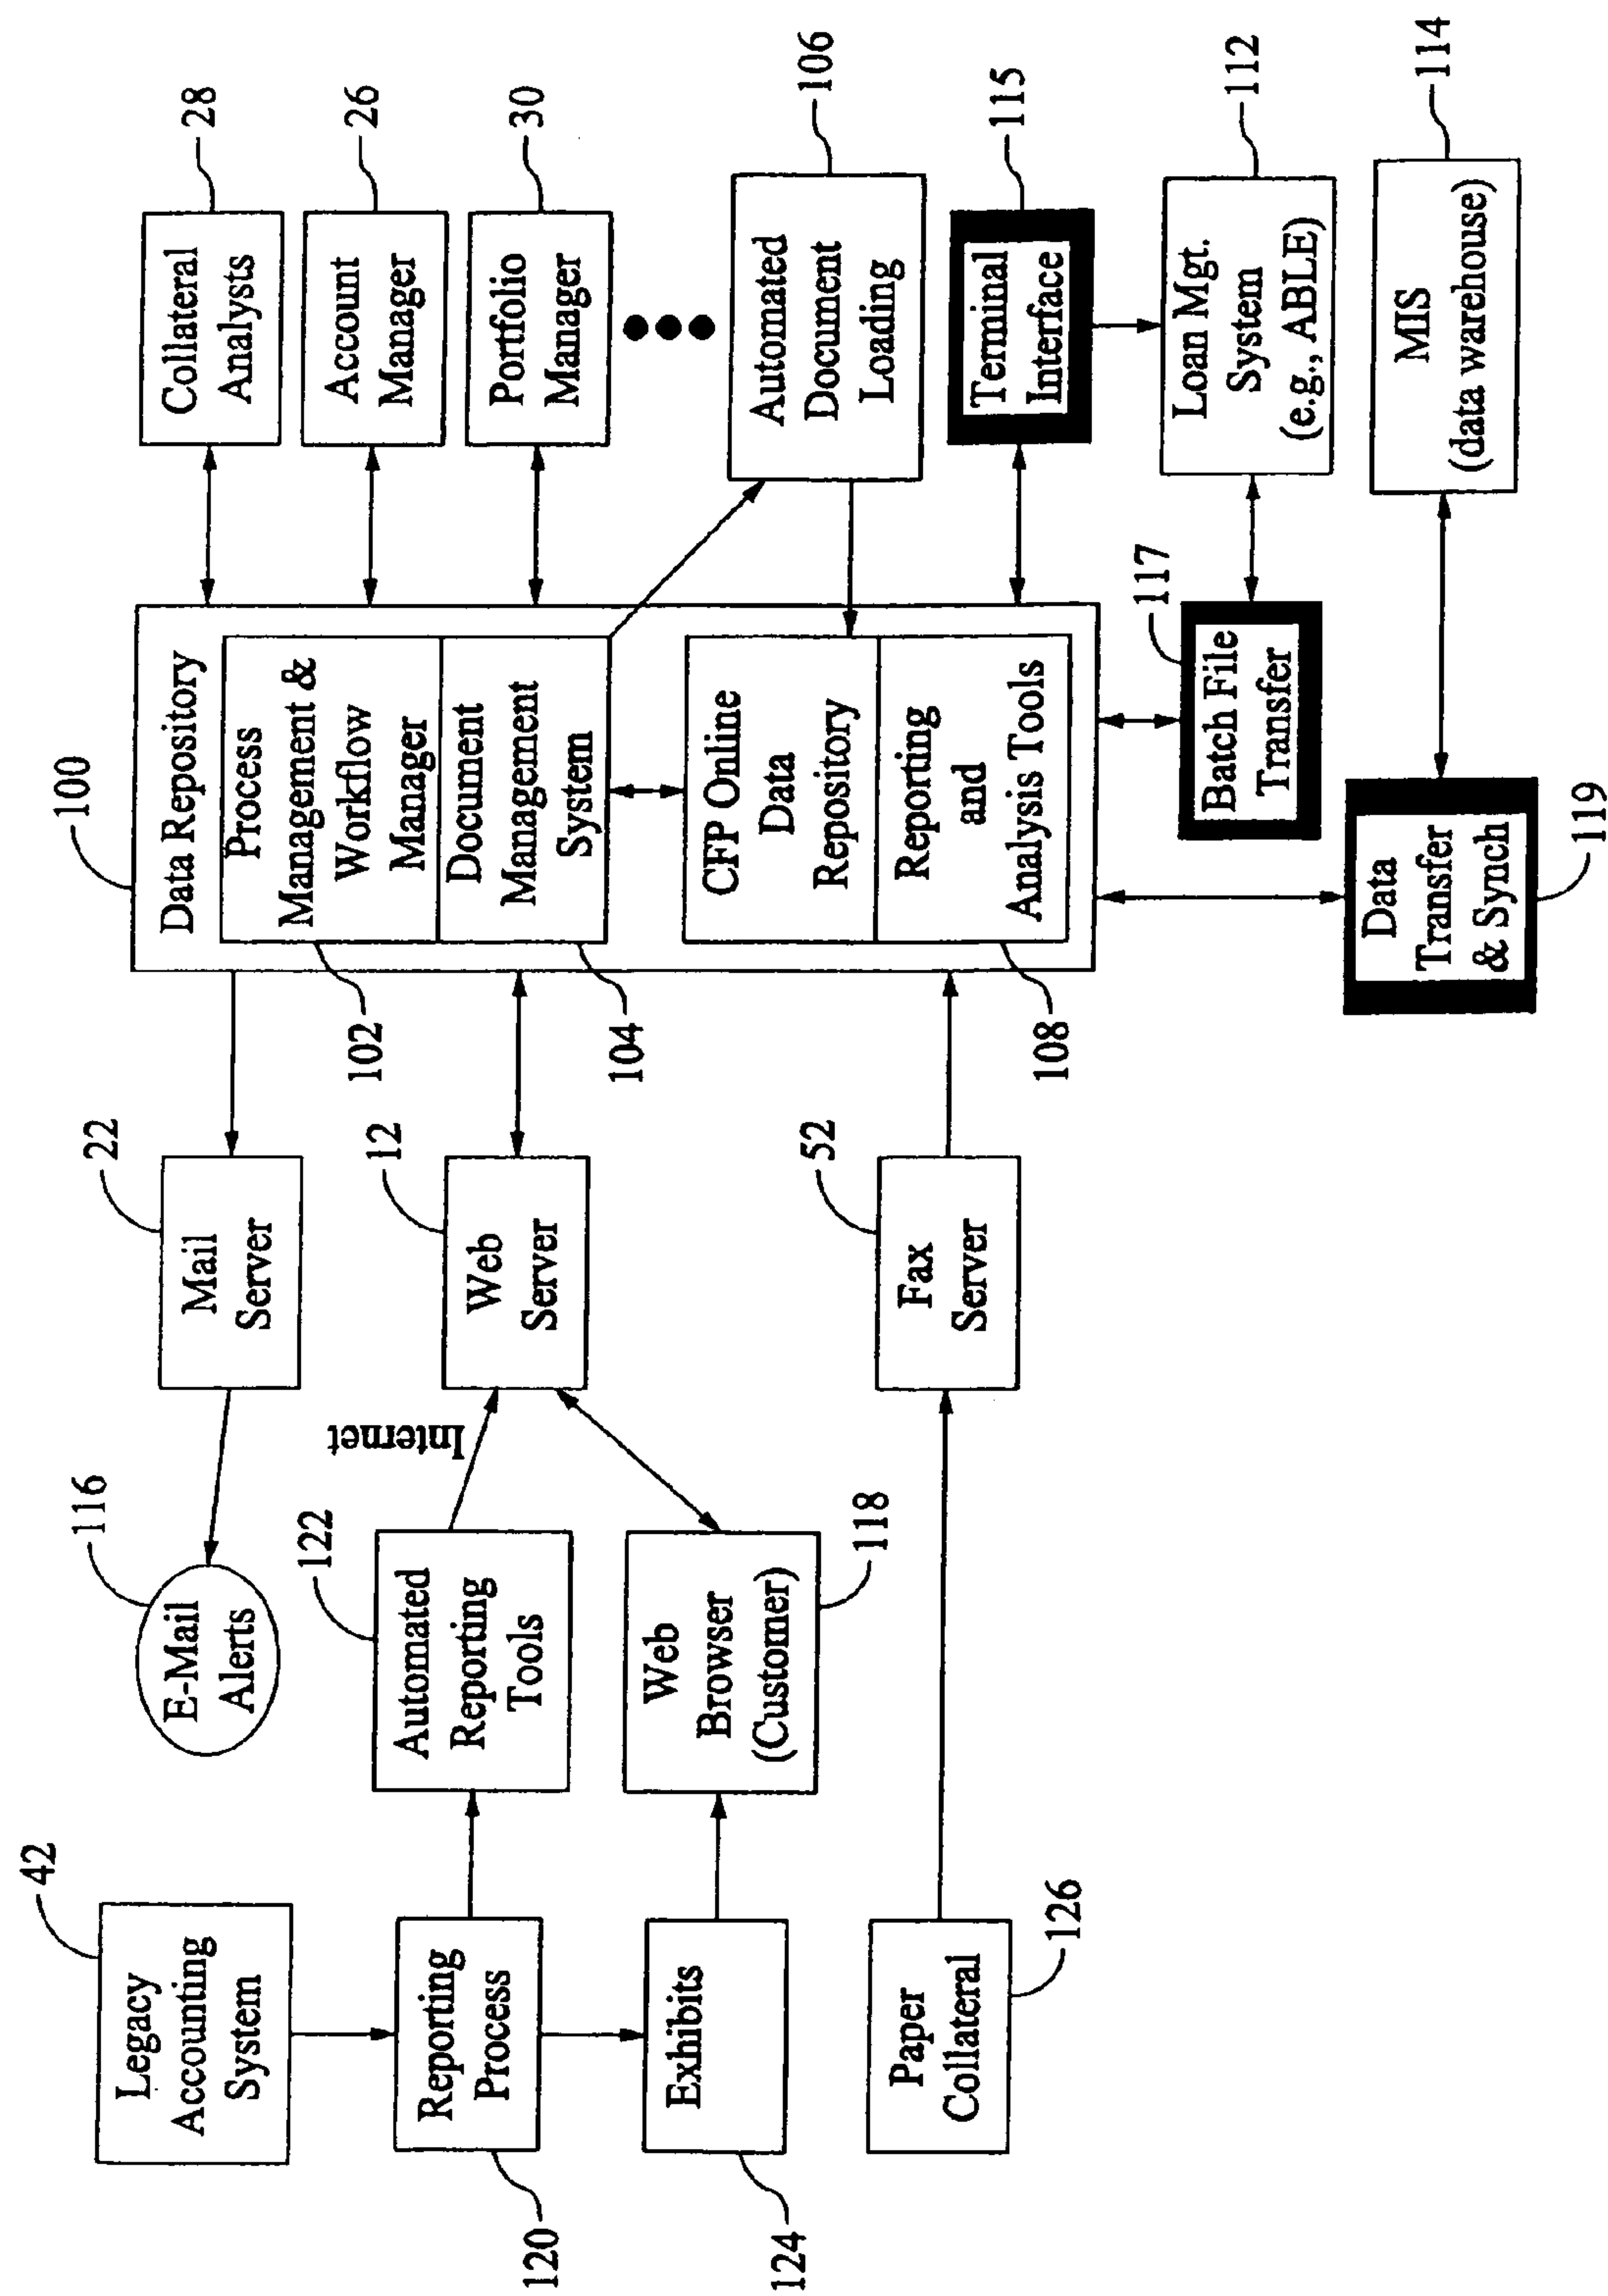 42
Legacy
Accounting
System
120
Reporting
Process
124
Exhibits
Paper
Collateral
126
116
E-Mail
Alerts
122
Automated
Reporting
Tools
Internet
Web
Browser
(Customer)
118
22
Mail
Server
12
Web
Server
52
Fax
Server
100
Data Repository
Process
Management &
Workflow
Manager
102
Document
Management
System
104
CFP Online
Data
Repository
Reporting
and
Analysis Tools
108
28
Collateral
Analysts
26
Account
Manager
30
Portfolio
Manager
106
Automated
Document
Loading
115
Terminal
Interface
112
Loan Mgt.
System
(e.g., ABLE)
117
Batch File
Transfer
114
MIS
(data warehouse)
Data
Transfer
& Synch
119